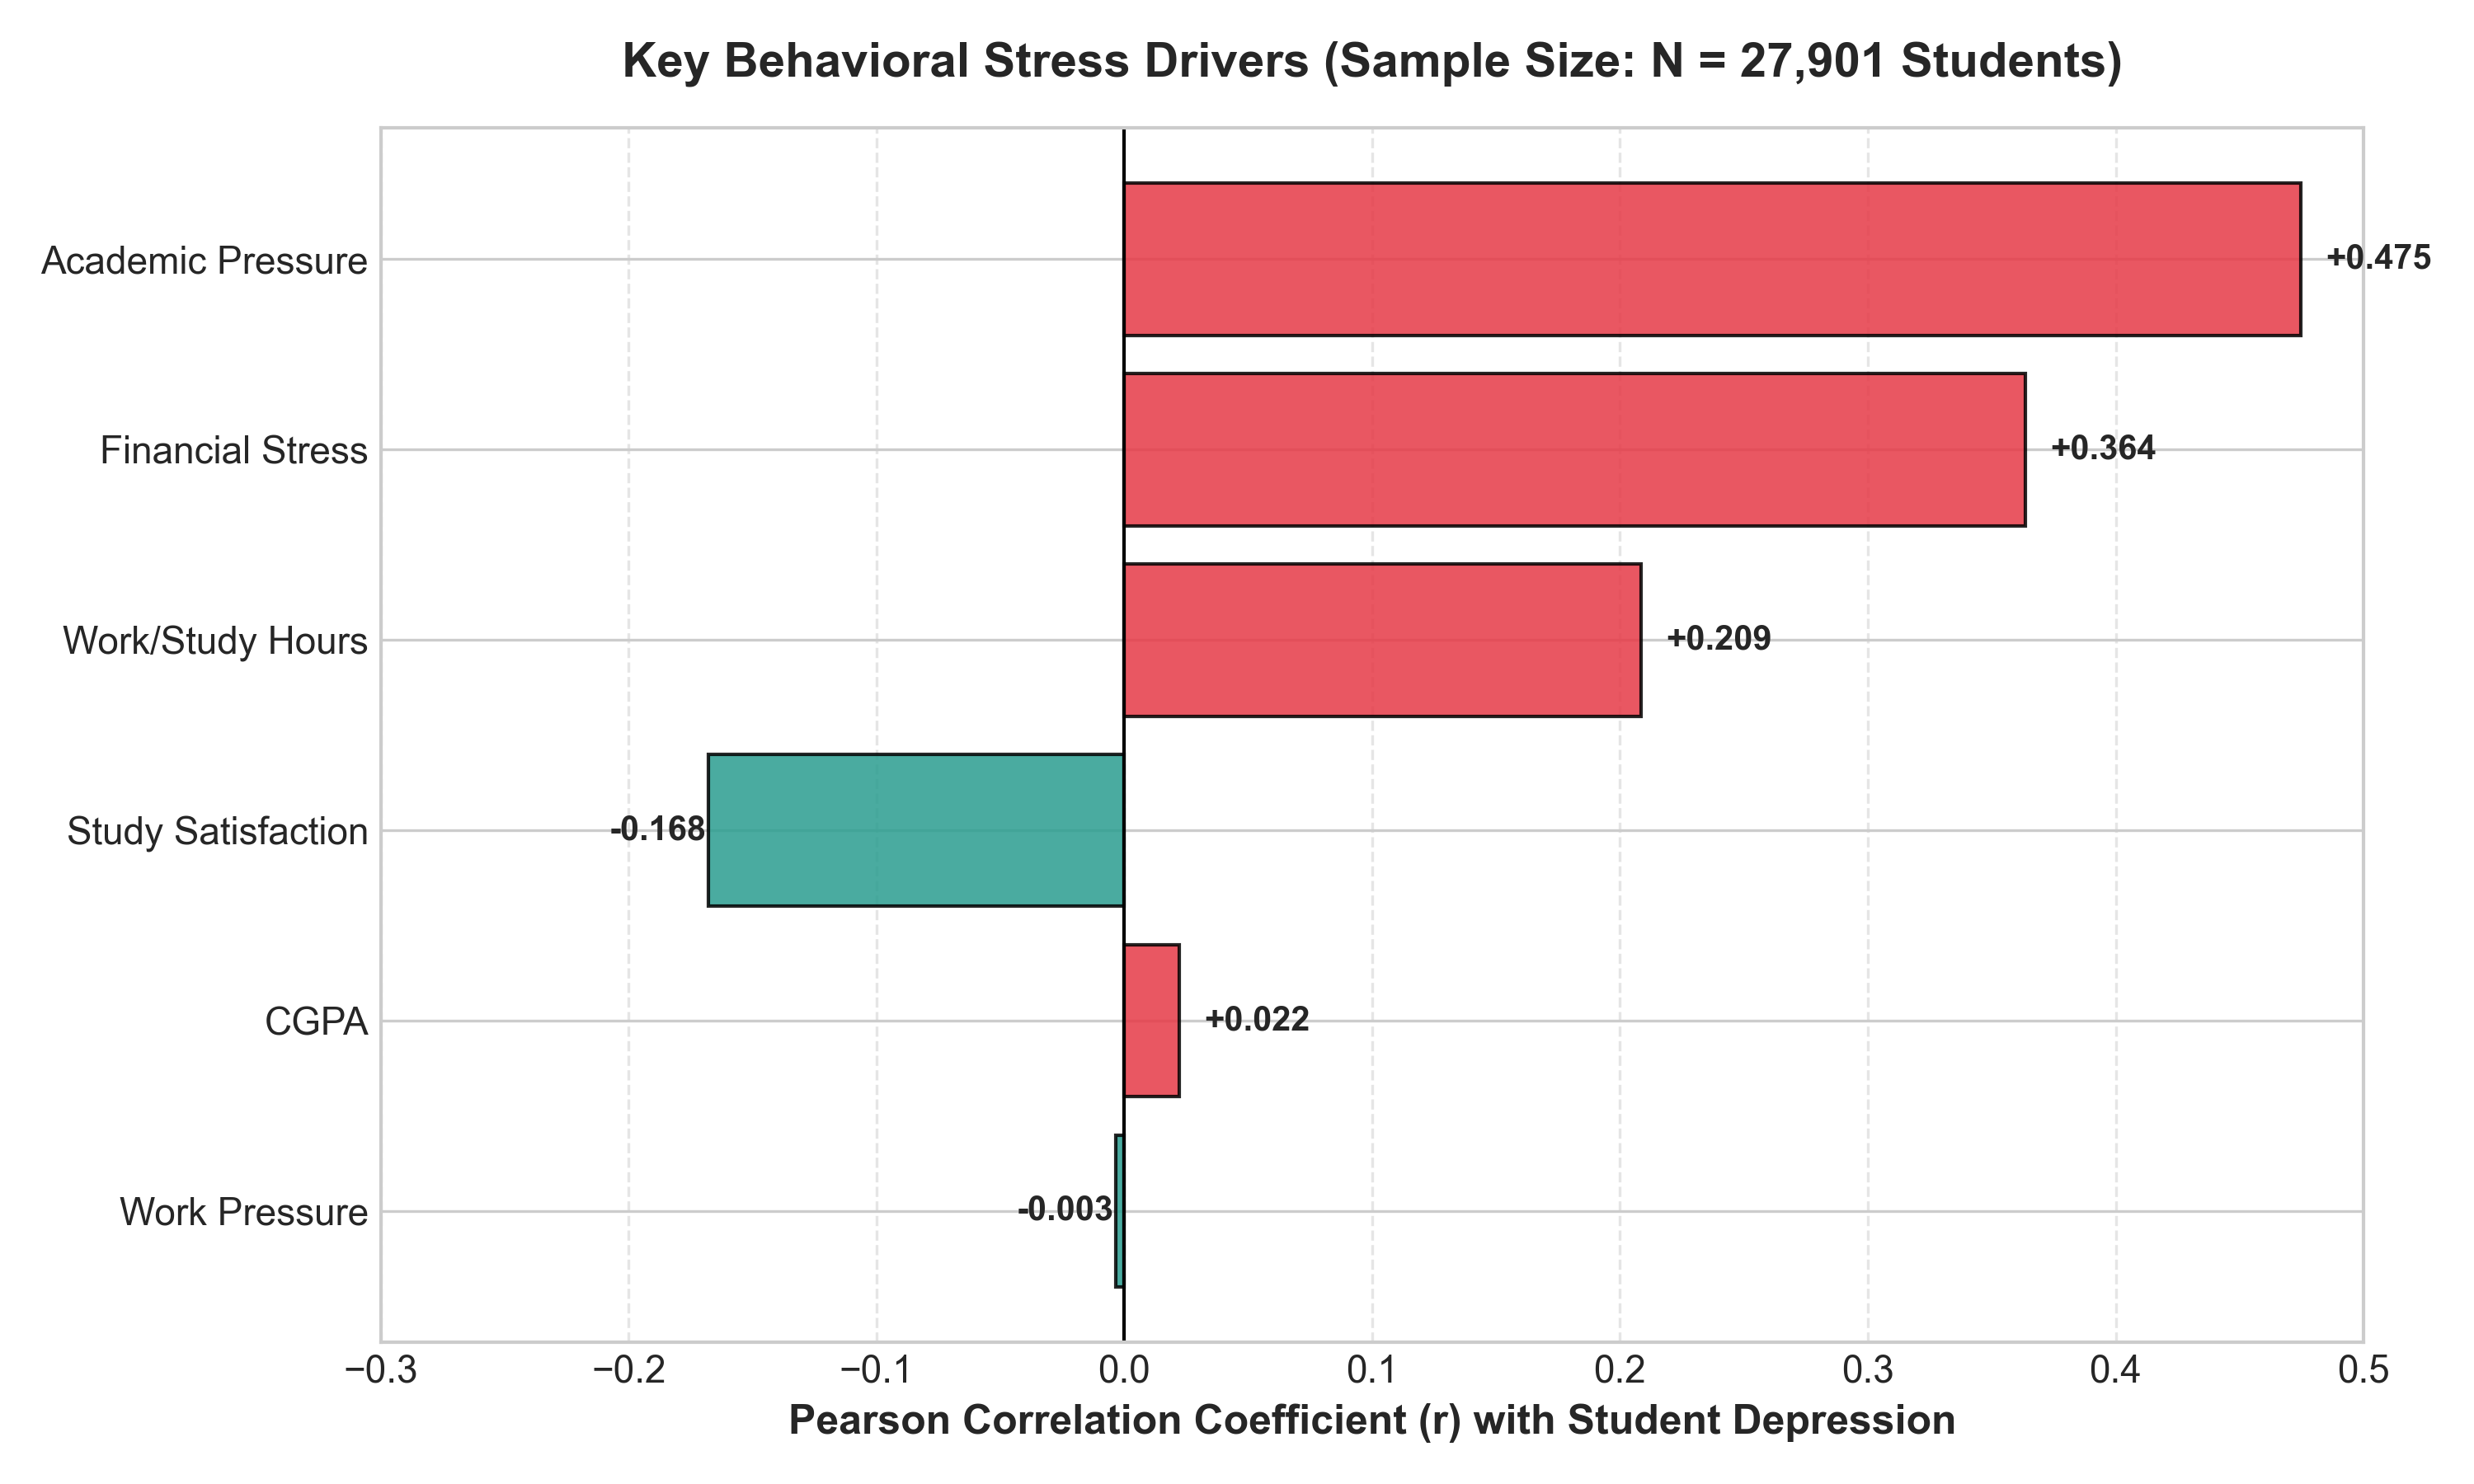 Key Behavioral Stress Drivers (Sample Size: N = 27,901 Students)
Academic Pressure
+0.475
Financial Stress
+0.364
Work/Study Hours
+0.209
Study Satisfaction
-0.168
CGPA
+0.022
Work Pressure
-0.003
−0.3 −0.2 −0.1 0.0 0.1 0.2 0.3 0.4 0.5
Pearson Correlation Coefficient (r) with Student Depression